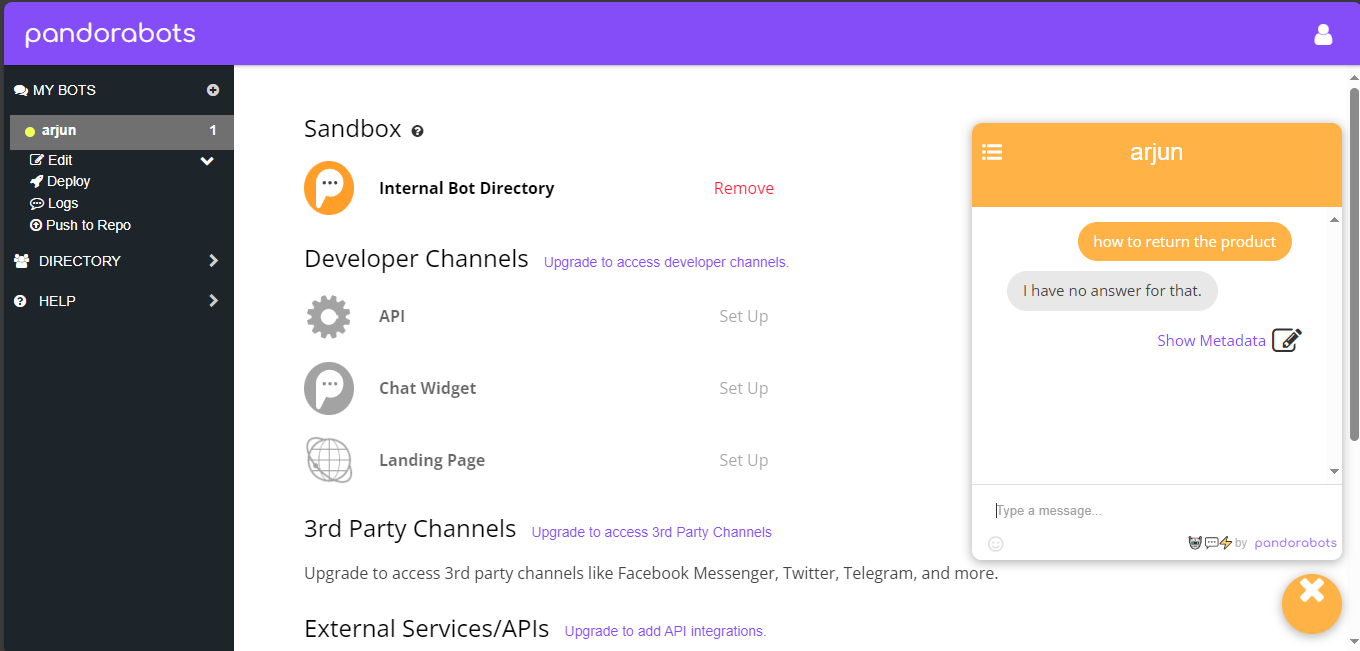 pandorabots
MY BOTS
arjun 1
Edit
Deploy
Logs
Push to Repo
DIRECTORY
HELP
Sandbox
Internal Bot Directory Remove
Developer Channels Upgrade to access developer channels.
API Set Up
Chat Widget Set Up
Landing Page Set Up
3rd Party Channels Upgrade to access 3rd Party Channels
Upgrade to access 3rd party channels like Facebook Messenger, Twitter, Telegram, and more.
External Services/APIs Upgrade to add API integrations.
arjun
how to return the product
I have no answer for that.
Show Metadata
Type a message...
by pandorabots